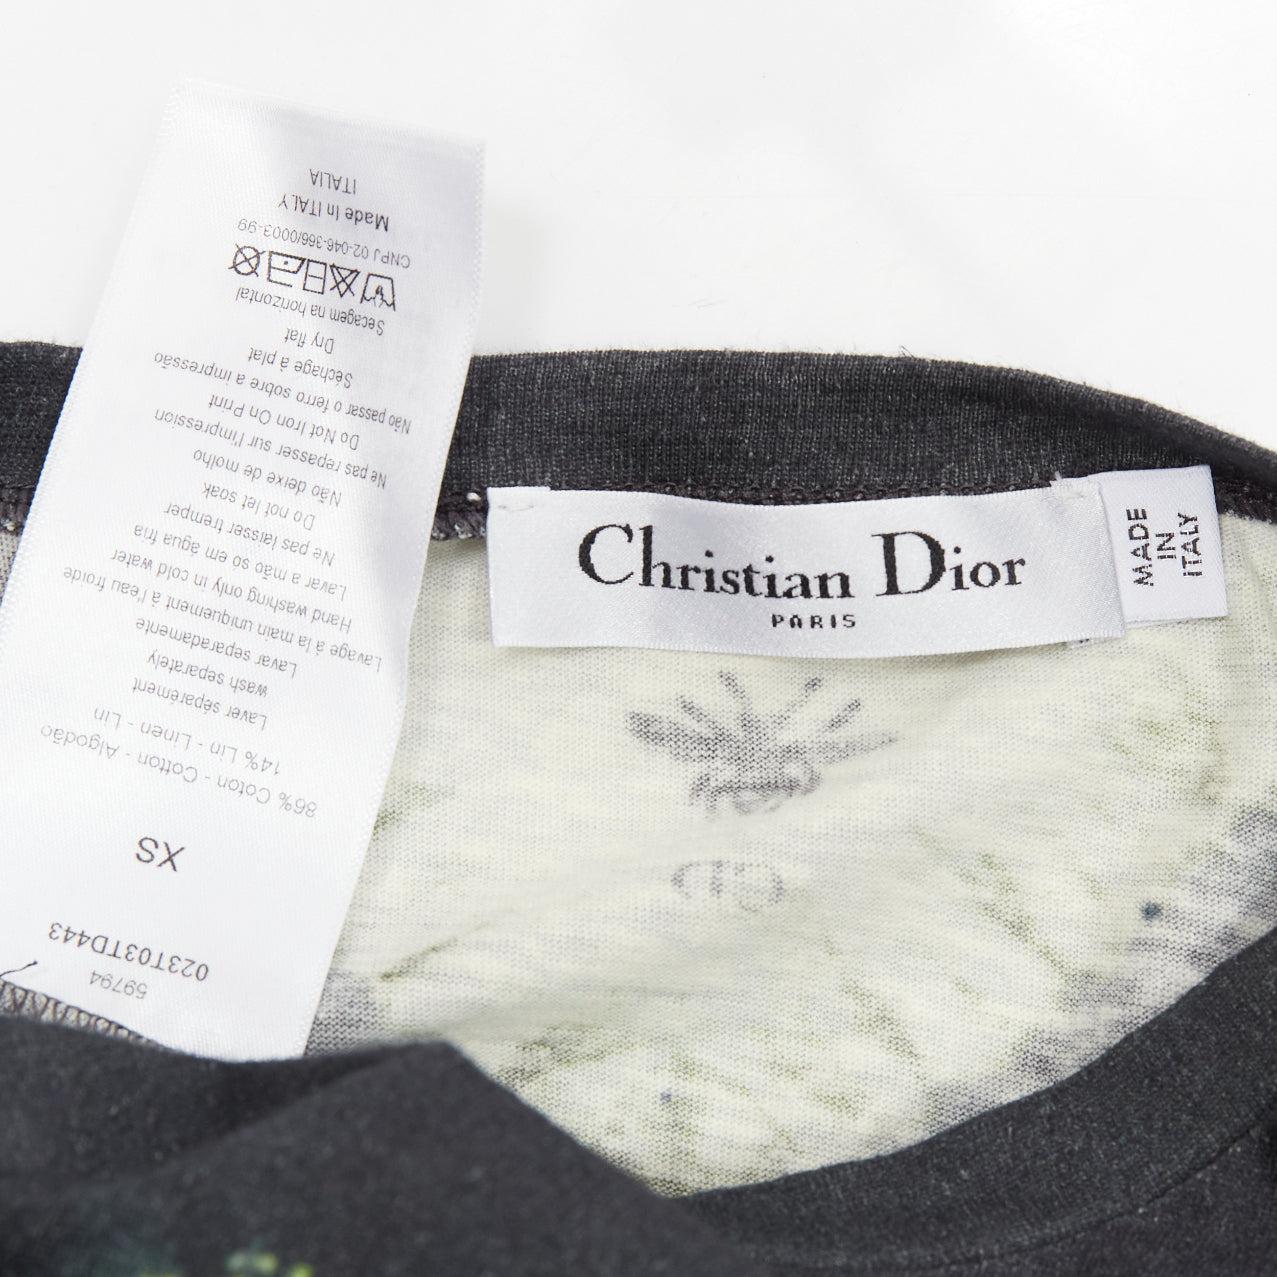 Christian Dior
PARIS
MADE
IN
ITALY
59794
023T03TD443
XS
86% Coton - Cotton - Algodão
14% Lin - Linen - Lin
Laver séparément
wash separately
Lavar separadamente
Lavage à la main uniquement à l'eau froide
Hand washing only in cold water
Lavar a mão so em água fria
Ne pas laisser tremper
Do not let soak
Não deixe de molho
Ne pas repasser sur l'impression
Do Not Iron On Print
Não passar o ferro sobre a impressão
Séchage à plat
Dry flat
Secagem na horizontal
CNPJ 02-046-366/0003-99
Made In ITALY
ITALIA